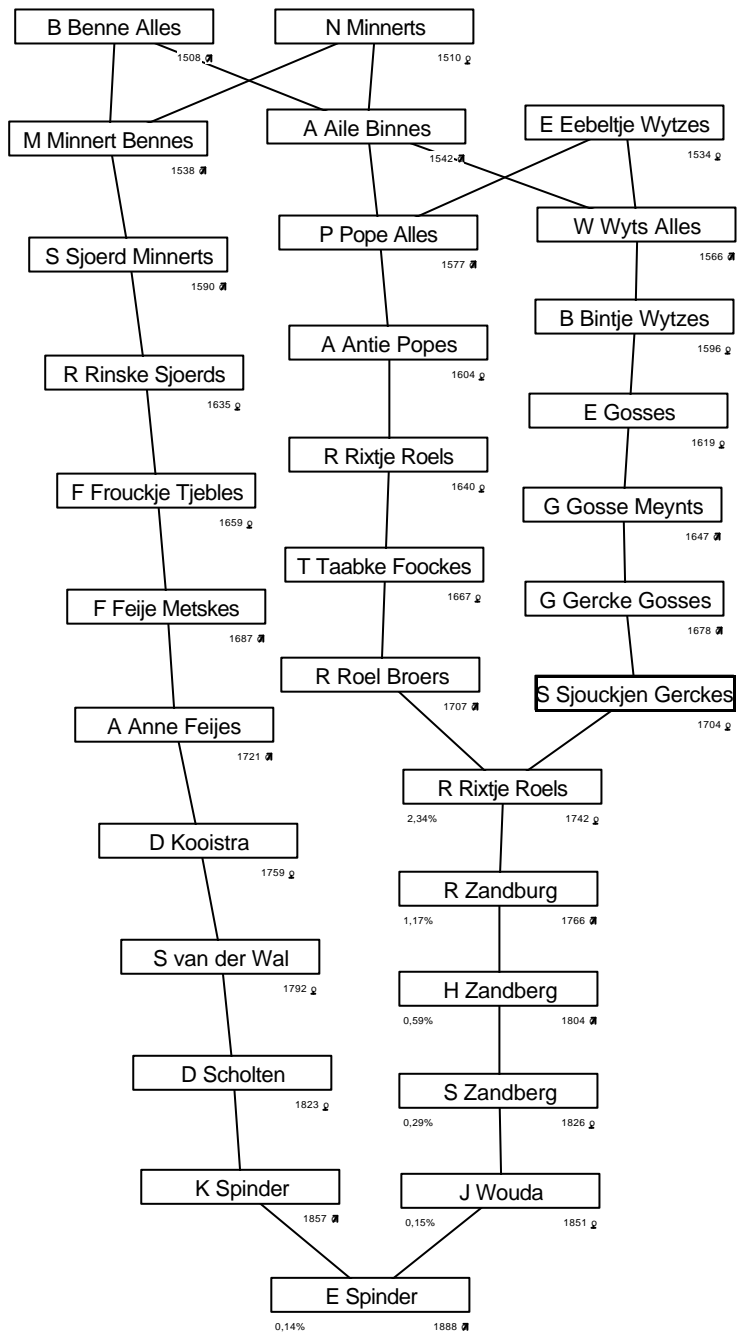 B Benne Alles
N Minnerts
1508 ♂
1510 ♀
M Minnert Bennes
A Aile Binnes
E Eebeltje Wytzes
1538 ♂
1542 ♂
1534 ♀
P Pope Alles
W Wyts Alles
S Sjoerd Minnerts
1577 ♂
1566 ♂
1590 ♂
A Antie Popes
B Bintje Wytzes
1604 ♀
1596 ♀
R Rinske Sjoerds
E Gosses
1635 ♀
1619 ♀
R Rixtje Roels
F Frouckje Tjebles
1640 ♀
G Gosse Meynts
1659 ♀
1647 ♂
T Taabke Foockes
F Feije Metskes
1667 ♀
G Gercke Gosses
1687 ♂
1678 ♂
R Roel Broers
S Sjouckjen Gerckes
A Anne Feijes
1707 ♂
1704 ♀
1721 ♂
R Rixtje Roels
2,34%
1742 ♀
D Kooistra
1759 ♀
R Zandburg
1,17%
1766 ♂
S van der Wal
1792 ♀
H Zandberg
0,59%
1804 ♂
D Scholten
1823 ♀
S Zandberg
0,29%
1826 ♀
K Spinder
J Wouda
1857 ♂
0,15%
1851 ♀
E Spinder
0,14%
1888 ♂